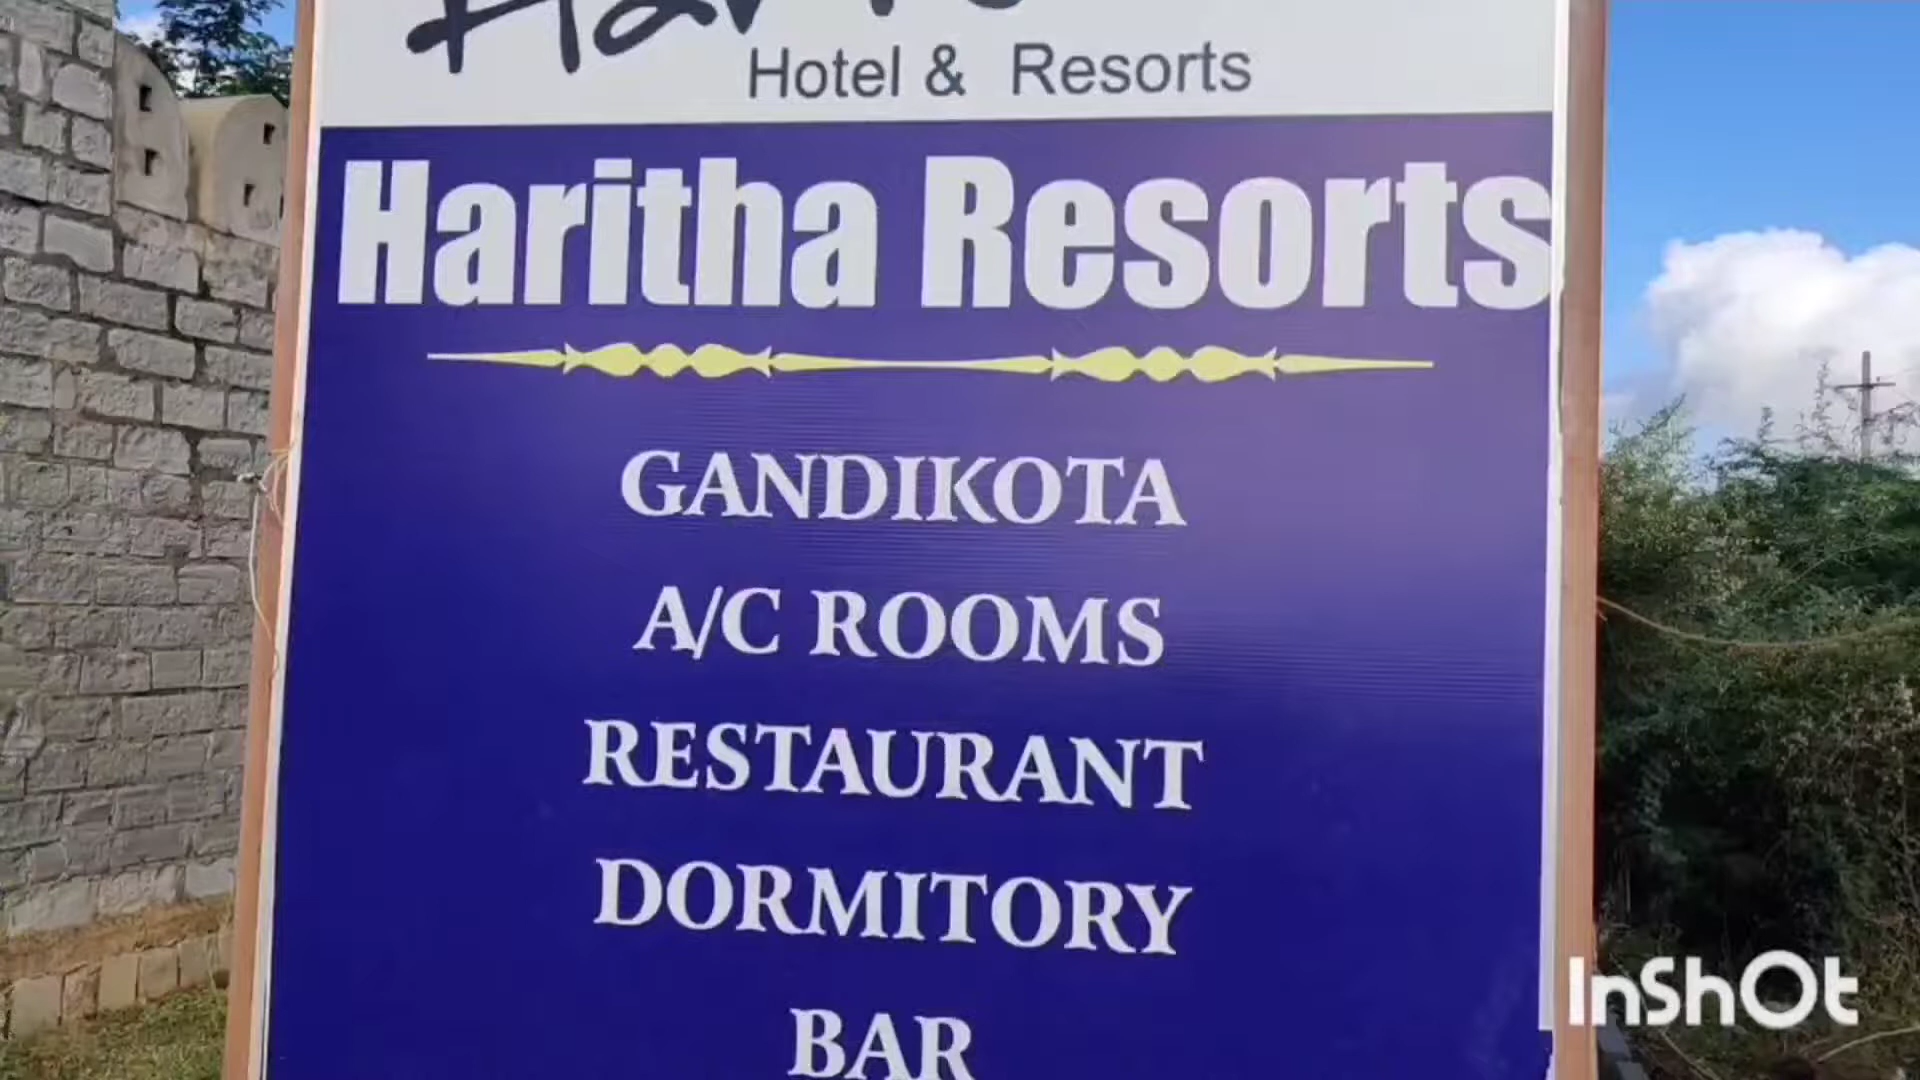 Hotel & Resorts
Haritha Resorts
GANDIKOTA
A/C ROOMS
RESTAURANT
DORMITORY
BAR
InShOt